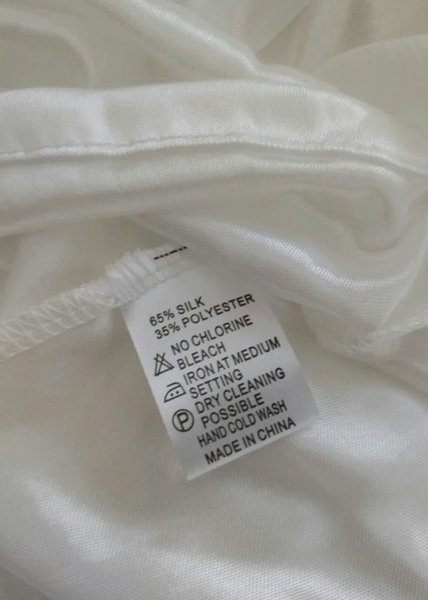 65% SILK
35% POLYESTER
NO CHLORINE
BLEACH
IRON AT MEDIUM
SETTING
P DRY CLEANING
POSSIBLE
HAND COLD WASH
MADE IN CHINA